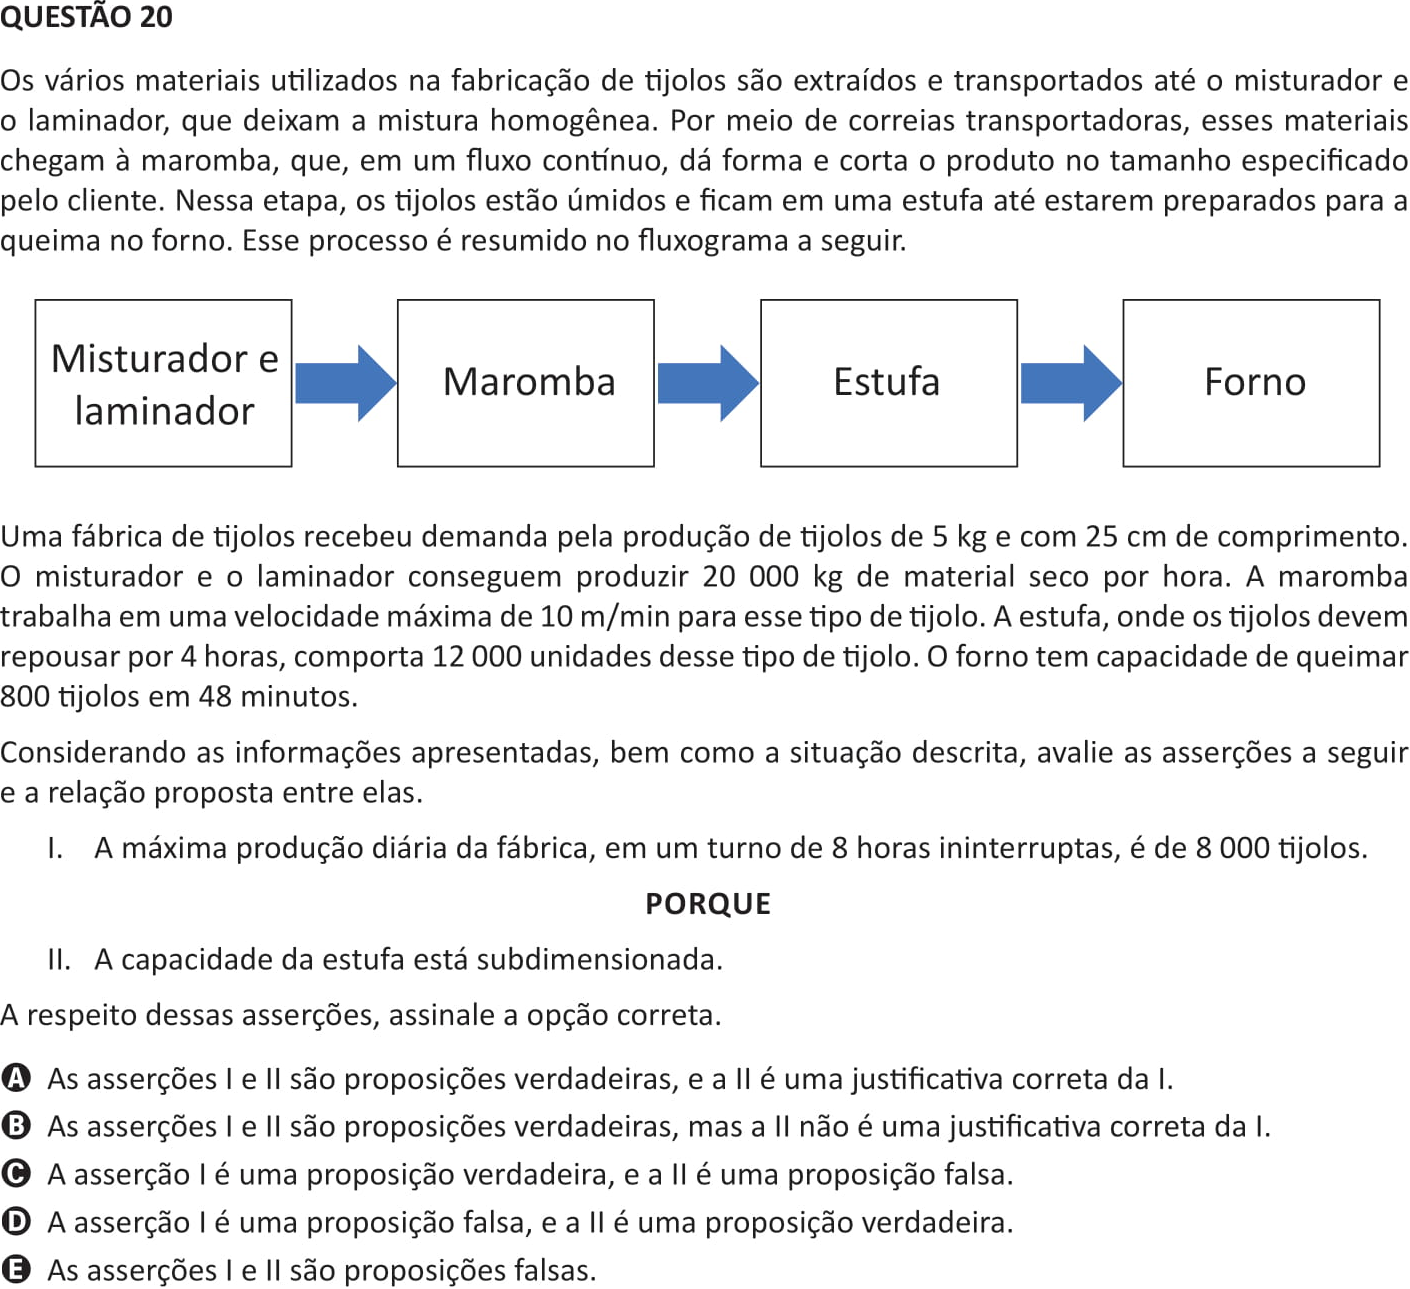 QUESTÃO 20
Os vários materiais utilizados na fabricação de tijolos são extraídos e transportados até o misturador e
o laminador, que deixam a mistura homogênea. Por meio de correias transportadoras, esses materiais
chegam à maromba, que, em um fluxo contínuo, dá forma e corta o produto no tamanho especificado
pelo cliente. Nessa etapa, os tijolos estão úmidos e ficam em uma estufa até estarem preparados para a
queima no forno. Esse processo é resumido no fluxograma a seguir.
Misturador e
laminador
Maromba
Estufa
Forno
Uma fábrica de tijolos recebeu demanda pela produção de tijolos de 5 kg e com 25 cm de comprimento.
O misturador e o laminador conseguem produzir 20 000 kg de material seco por hora. A maromba
trabalha em uma velocidade máxima de 10 m/min para esse tipo de tijolo. A estufa, onde os tijolos devem
repousar por 4 horas, comporta 12 000 unidades desse tipo de tijolo. O forno tem capacidade de queimar
800 tijolos em 48 minutos.
Considerando as informações apresentadas, bem como a situação descrita, avalie as asserções a seguir
e a relação proposta entre elas.
I. A máxima produção diária da fábrica, em um turno de 8 horas ininterruptas, é de 8 000 tijolos.
PORQUE
II. A capacidade da estufa está subdimensionada.
A respeito dessas asserções, assinale a opção correta.
A As asserções I e II são proposições verdadeiras, e a II é uma justificativa correta da I.
B As asserções I e II são proposições verdadeiras, mas a II não é uma justificativa correta da I.
C A asserção I é uma proposição verdadeira, e a II é uma proposição falsa.
D A asserção I é uma proposição falsa, e a II é uma proposição verdadeira.
E As asserções I e II são proposições falsas.